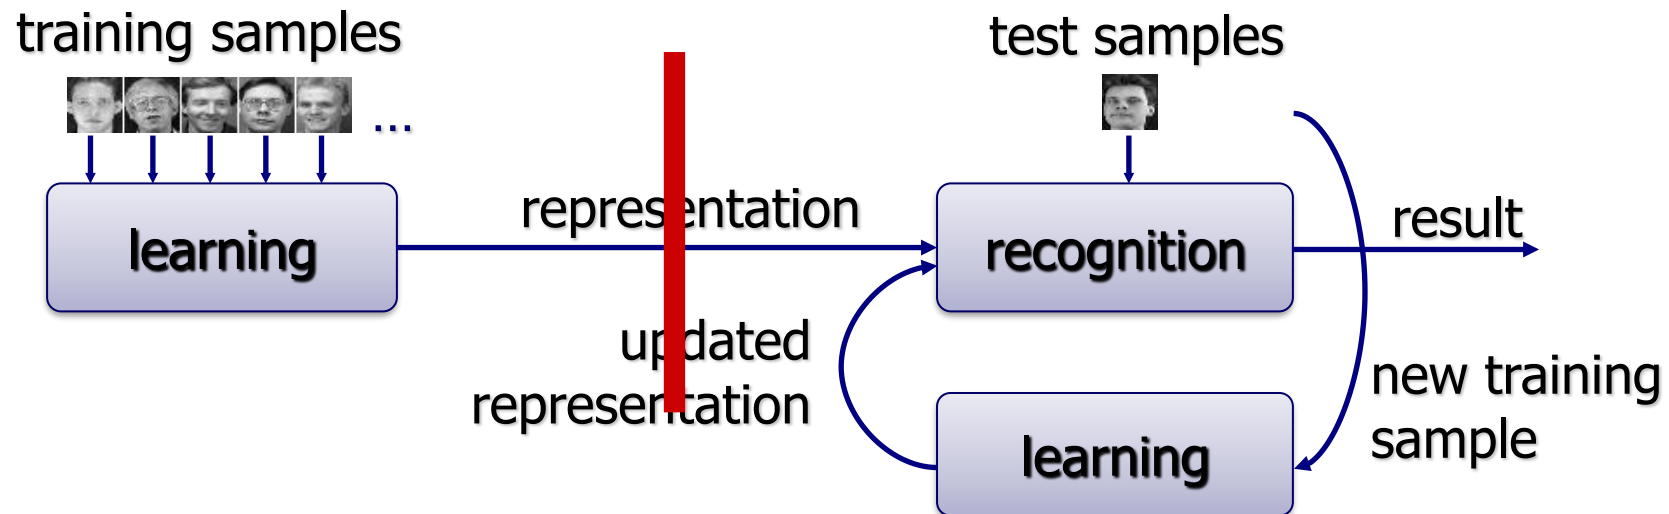 training samples
...
learning
representation
test samples
recognition
result
updated
representation
learning
new training
sample